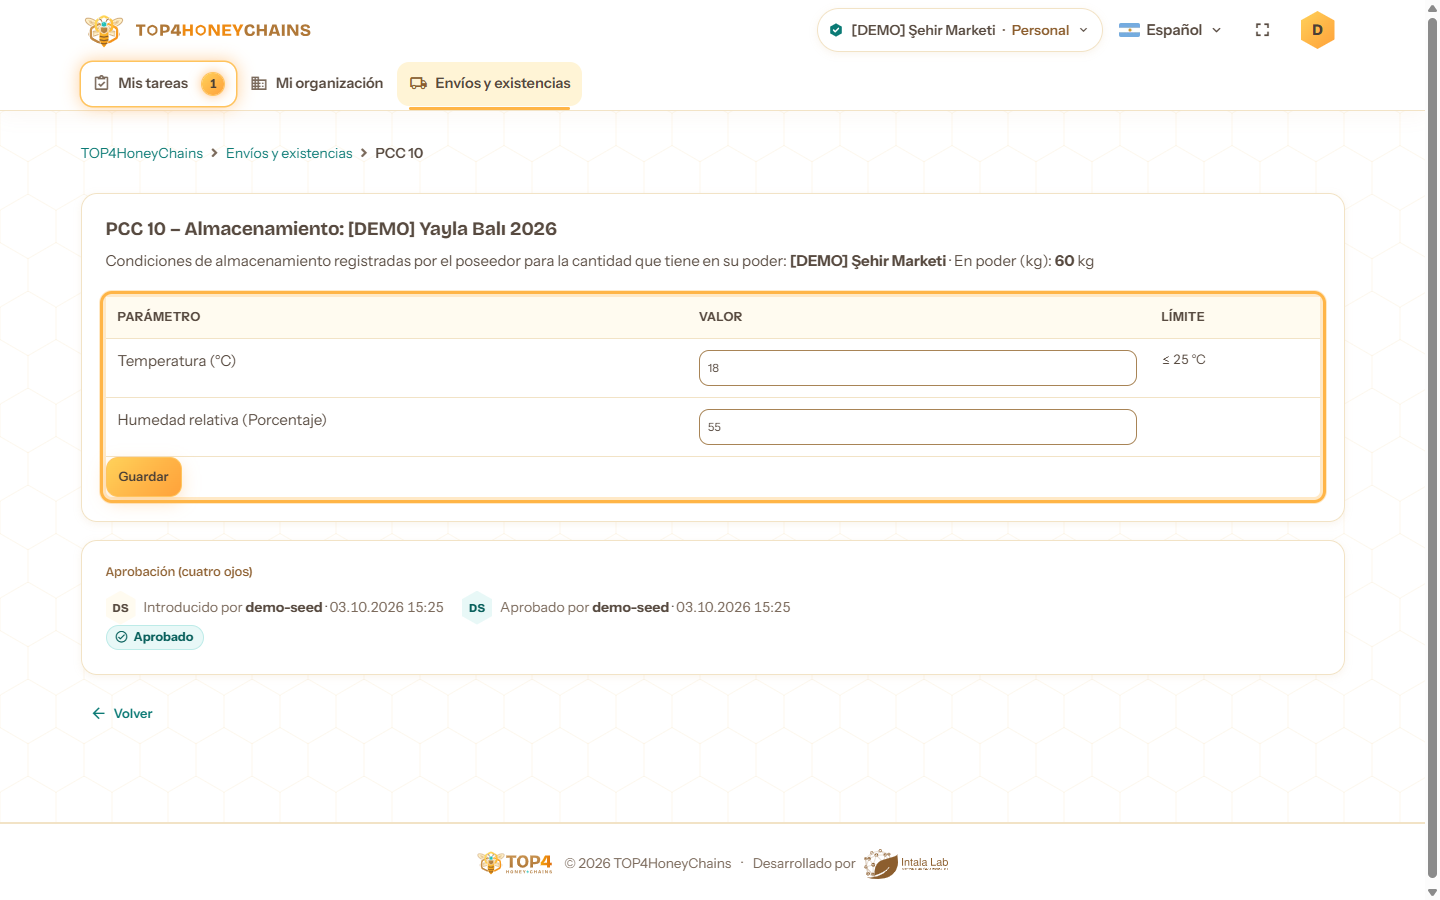 TOP4HONEYCHAINS
[DEMO] Şehir Marketi · Personal
Español
D
Mis tareas 1
Mi organización
Envíos y existencias
TOP4HoneyChains > Envíos y existencias > PCC 10
PCC 10 – Almacenamiento: [DEMO] Yayla Balı 2026
Condiciones de almacenamiento registradas por el poseedor para la cantidad que tiene en su poder: [DEMO] Şehir Marketi · En poder (kg): 60 kg
PARÁMETRO VALOR LÍMITE
Temperatura (°C) 18 ≤ 25 °C
Humedad relativa (Porcentaje) 55
Guardar
Aprobación (cuatro ojos)
DS Introducido por demo-seed · 03.10.2026 15:25 DS Aprobado por demo-seed · 03.10.2026 15:25
Aprobado
← Volver
TOP4 HONEYCHAINS © 2026 TOP4HoneyChains · Desarrollado por Intala Lab